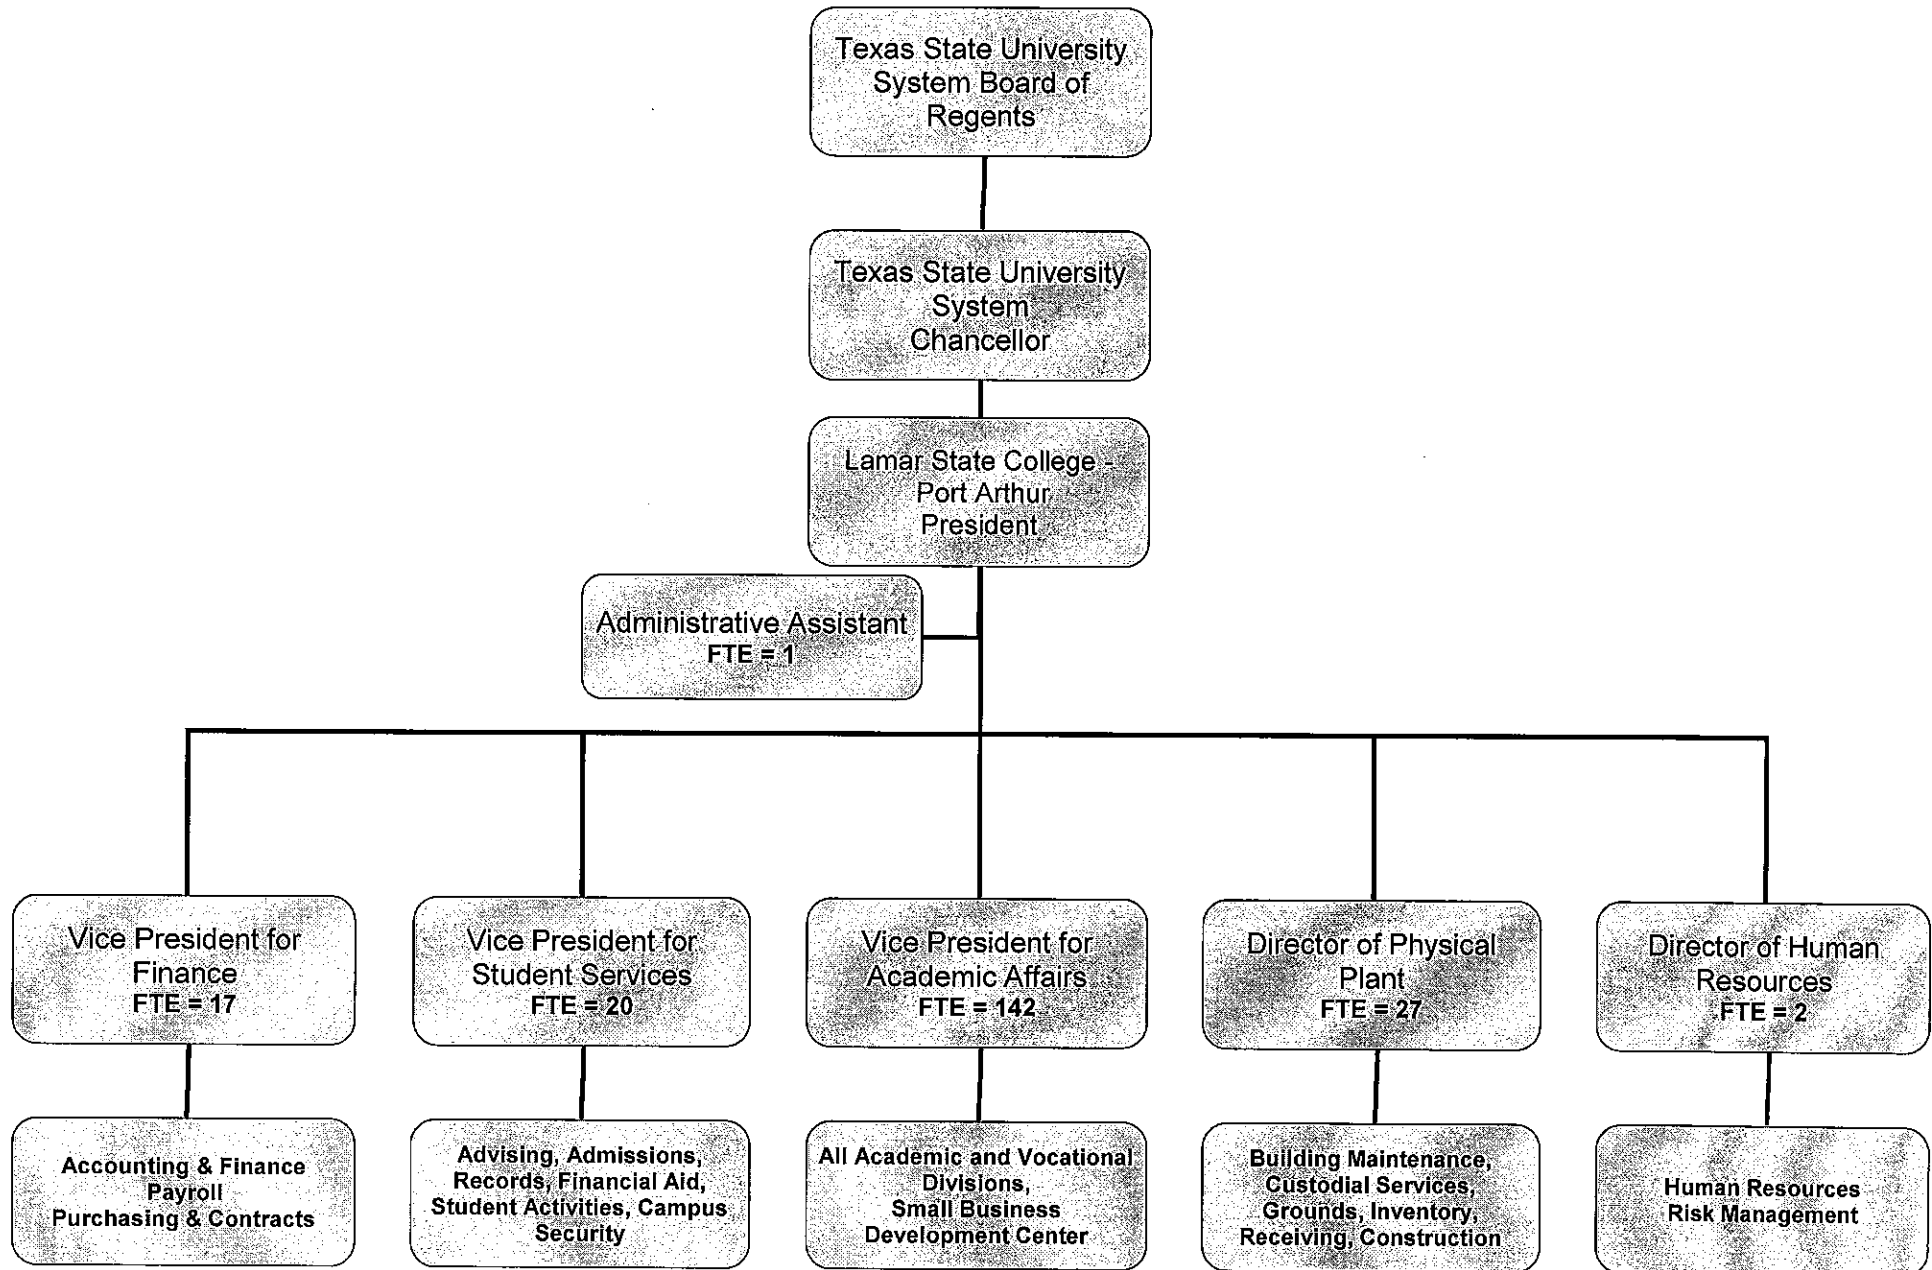 Texas State University
System Board of
Regents
Texas State University
System
Chancellor
Lamar State College -
Port Arthur
President
Administrative Assistant
FTE = 1
Vice President for
Finance
FTE = 17
Vice President for
Student Services
FTE = 20
Vice President for
Academic Affairs
FTE = 142
Director of Physical
Plant
FTE = 27
Director of Human
Resources
FTE = 2
Accounting & Finance
Payroll
Purchasing & Contracts
Advising, Admissions,
Records, Financial Aid,
Student Activities, Campus
Security
All Academic and Vocational
Divisions,
Small Business
Development Center
Building Maintenance,
Custodial Services,
Grounds, Inventory,
Receiving, Construction
Human Resources
Risk Management